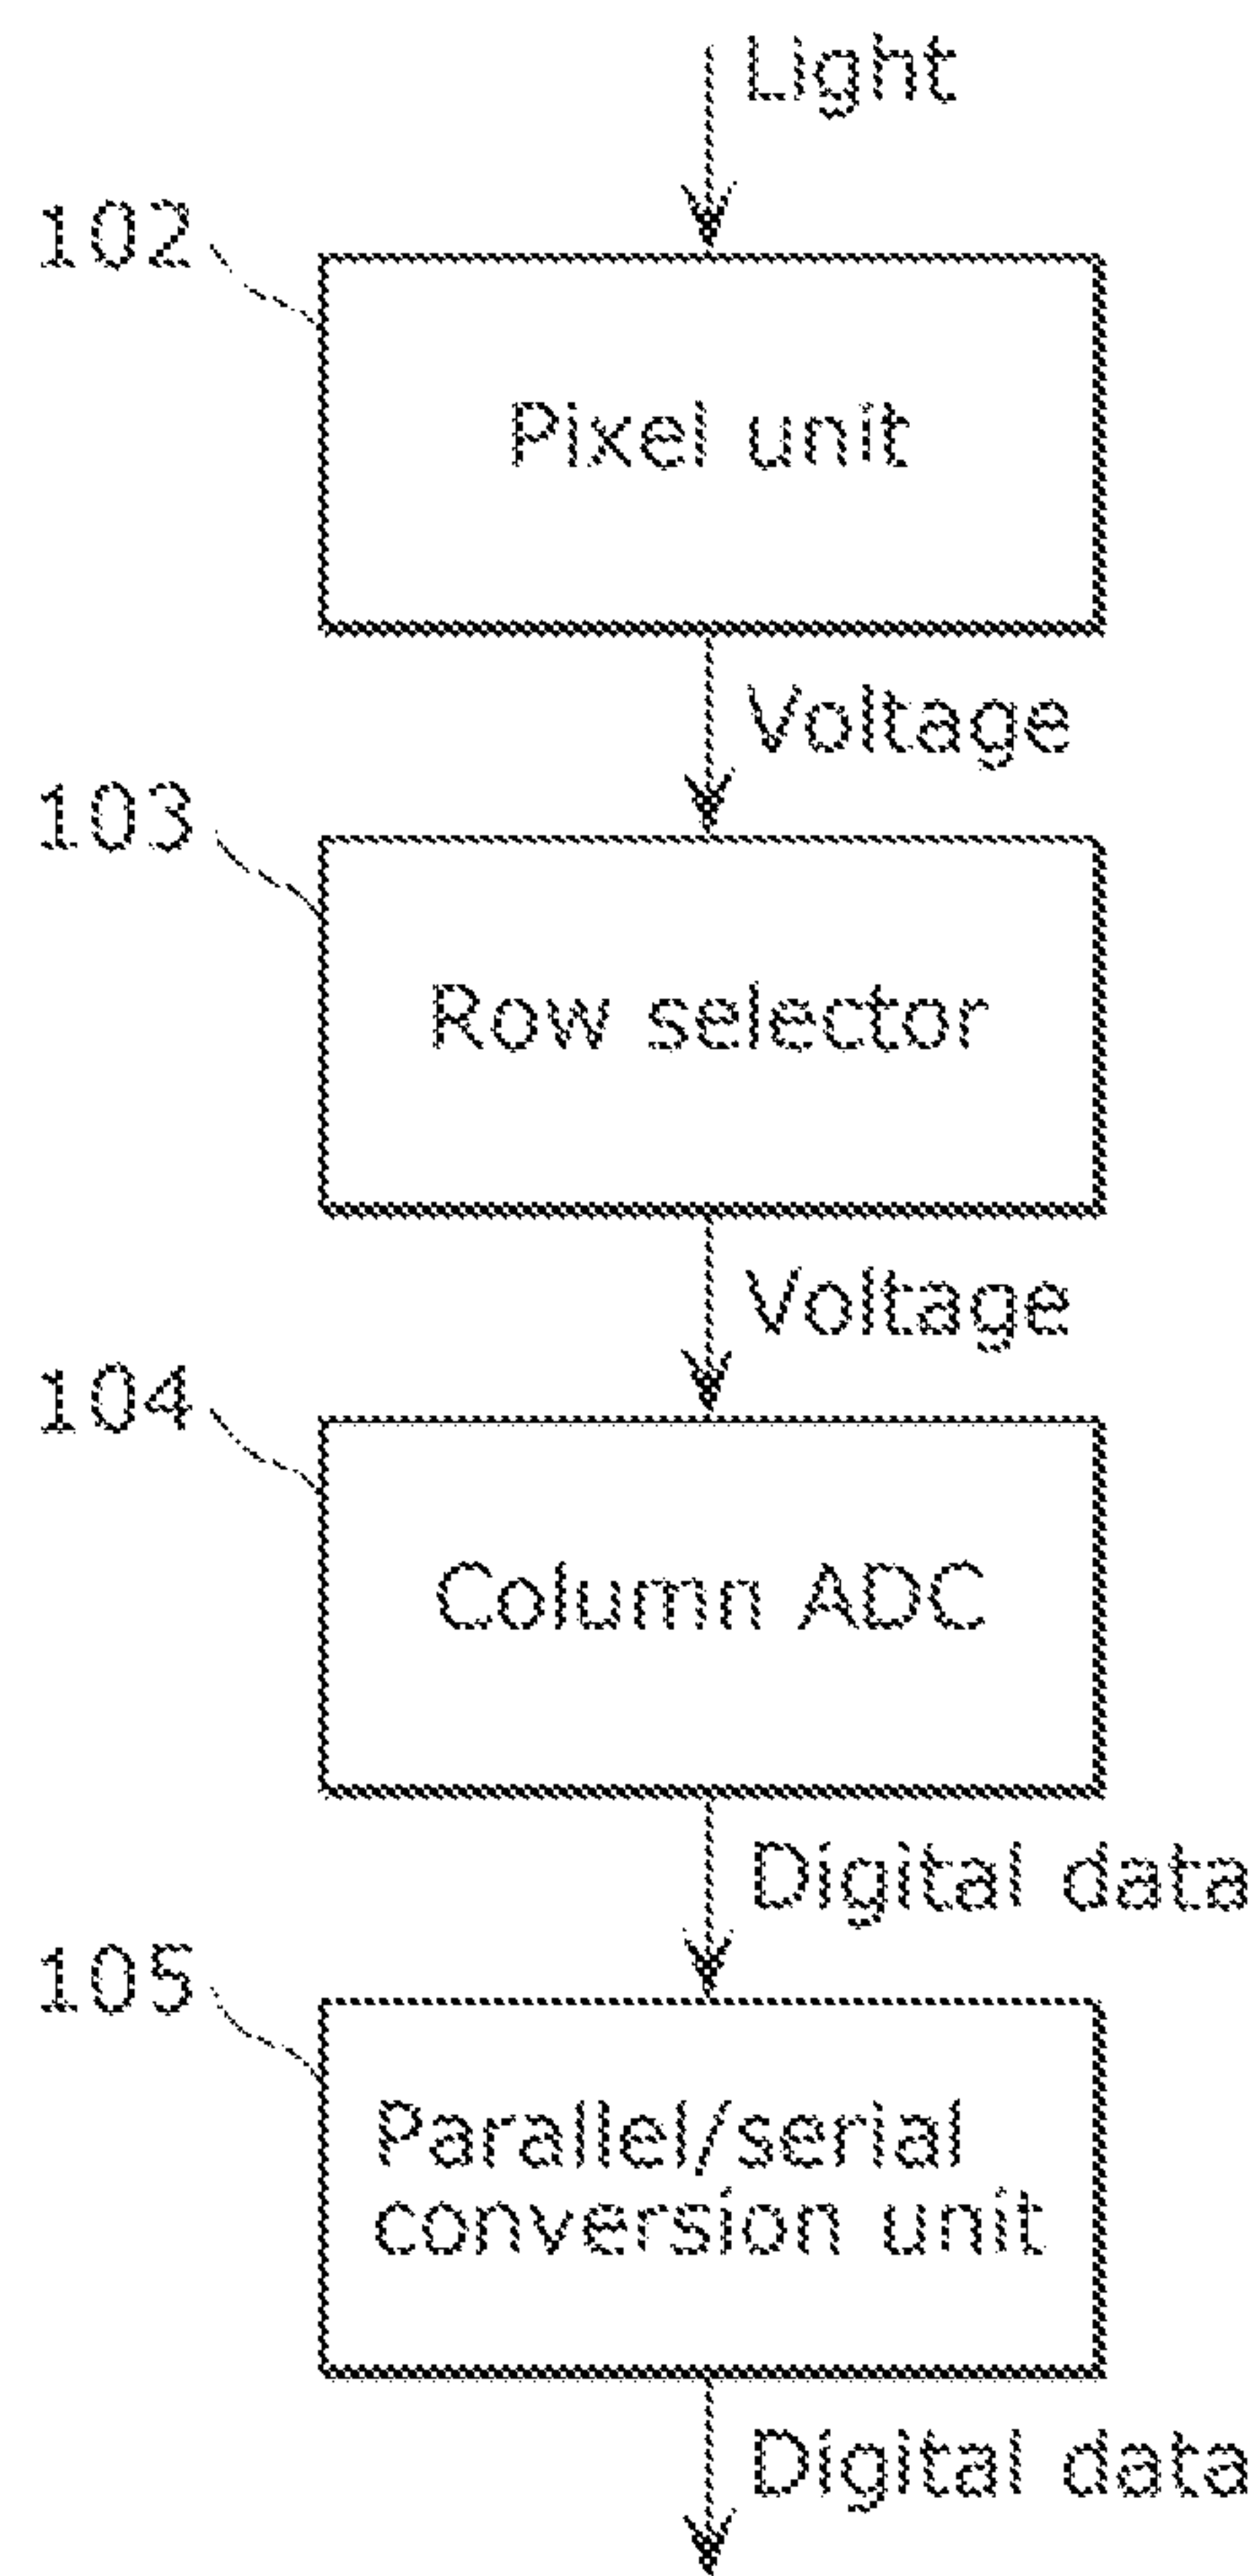 Light
102
Pixel unit
Voltage
103
Row selector
Voltage
104
Column ADC
Digital data
105
Parallel/serial
conversion unit
Digital data